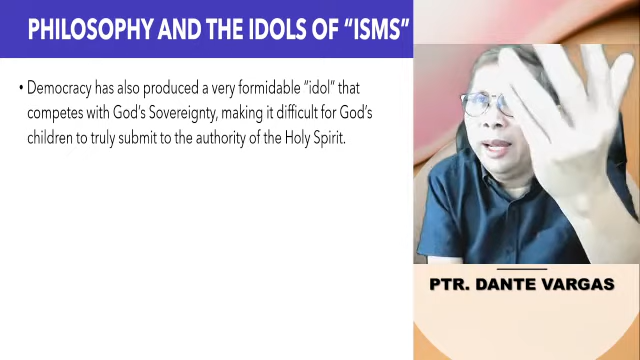 PHILOSOPHY AND THE IDOLS OF “ISMS”
• Democracy has also produced a very formidable “idol” that
competes with God’s Sovereignty, making it difficult for God’s
children to truly submit to the authority of the Holy Spirit.
PTR. DANTE VARGAS